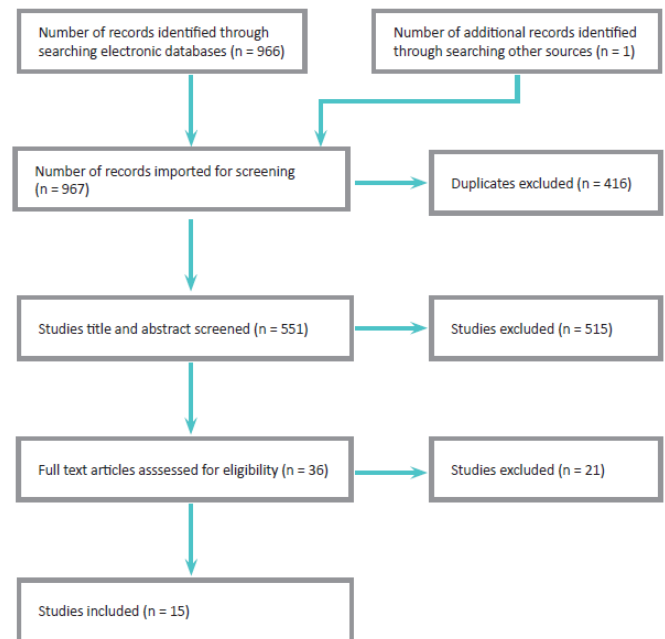 Number of records identified through
searching electronic databases (n = 966)
Number of additional records identified
through searching other sources (n = 1)
Number of records imported for screening
(n = 967)
Duplicates excluded (n = 416)
Studies title and abstract screened (n = 551)
Studies excluded (n = 515)
Full text articles asssessed for eligibility (n = 36)
Studies excluded (n = 21)
Studies included (n = 15)